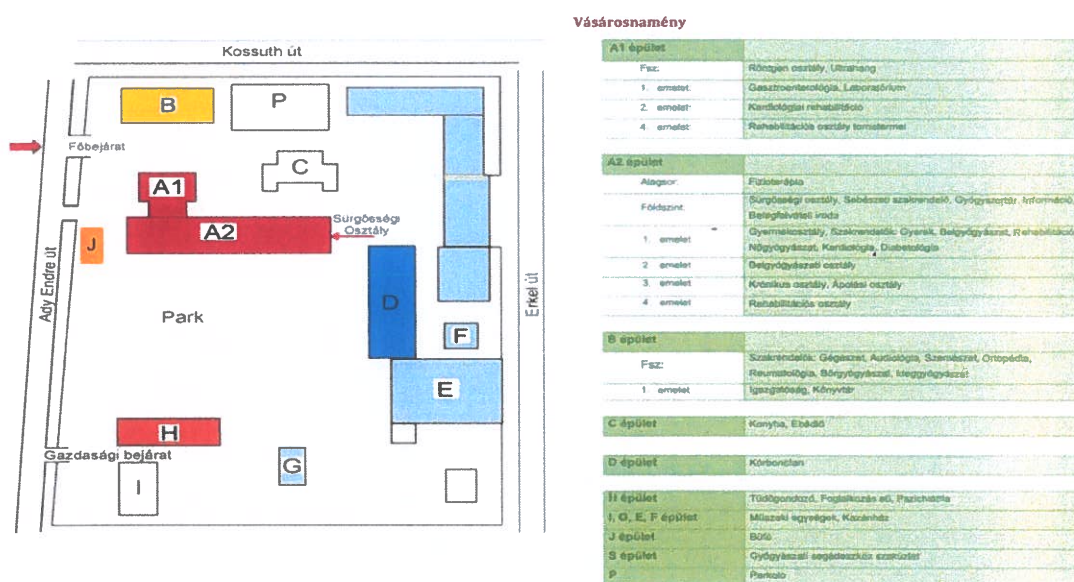 Vásárosnamény
Kossuth út
B
P
Főbejárat
C
A1
A2
Sürgősségi
Osztály
J
Ady Endre út
Park
D
Erkel út
F
E
H
Gazdasági bejárat
G
I
A1 épület
Fsz: Röntgen osztály, Ultrahang
1. emelet: Gasztroenterológia, Laboratórium
2. emelet: Kardiológiai rehabilitáció
4. emelet: Rehabilitációs osztály tornatermei
A2 épület
Alagsor: Fizioterápia
Földszint: Sürgősségi osztály, Sebészeti szakrendelő, Gyógyszertár, Információ,
Betegfelvételi iroda
1. emelet Gyermekosztály, Szakrendelők: Gyerek, Belgyógyászat, Rehabilitáció
Nőgyógyászat, Kardiológia, Diabetológia
2 emelet Belgyógyászati osztály
3. emelet Krónikus osztály, Ápolási osztály
4 emelet Rehabilitációs osztály
B épület
Fsz: Szakrendelők: Gégészet, Audiológia, Szemészet, Ortopédia,
Reumatológia, Bőrgyógyászat, Ideggyógyászat
1. emelet Igazgatóság, Könyvtár
C épület Konyha, Ebédlő
D épület Kórbonctan
H épület Tüdőgondozó, Foglalkozás eü, Pszichiátria
I, G, E, F épület Műszaki egységek, Kazánház
J épület Büfé
S épület Gyógyászati segédeszköz szaküzlet
P Parkoló